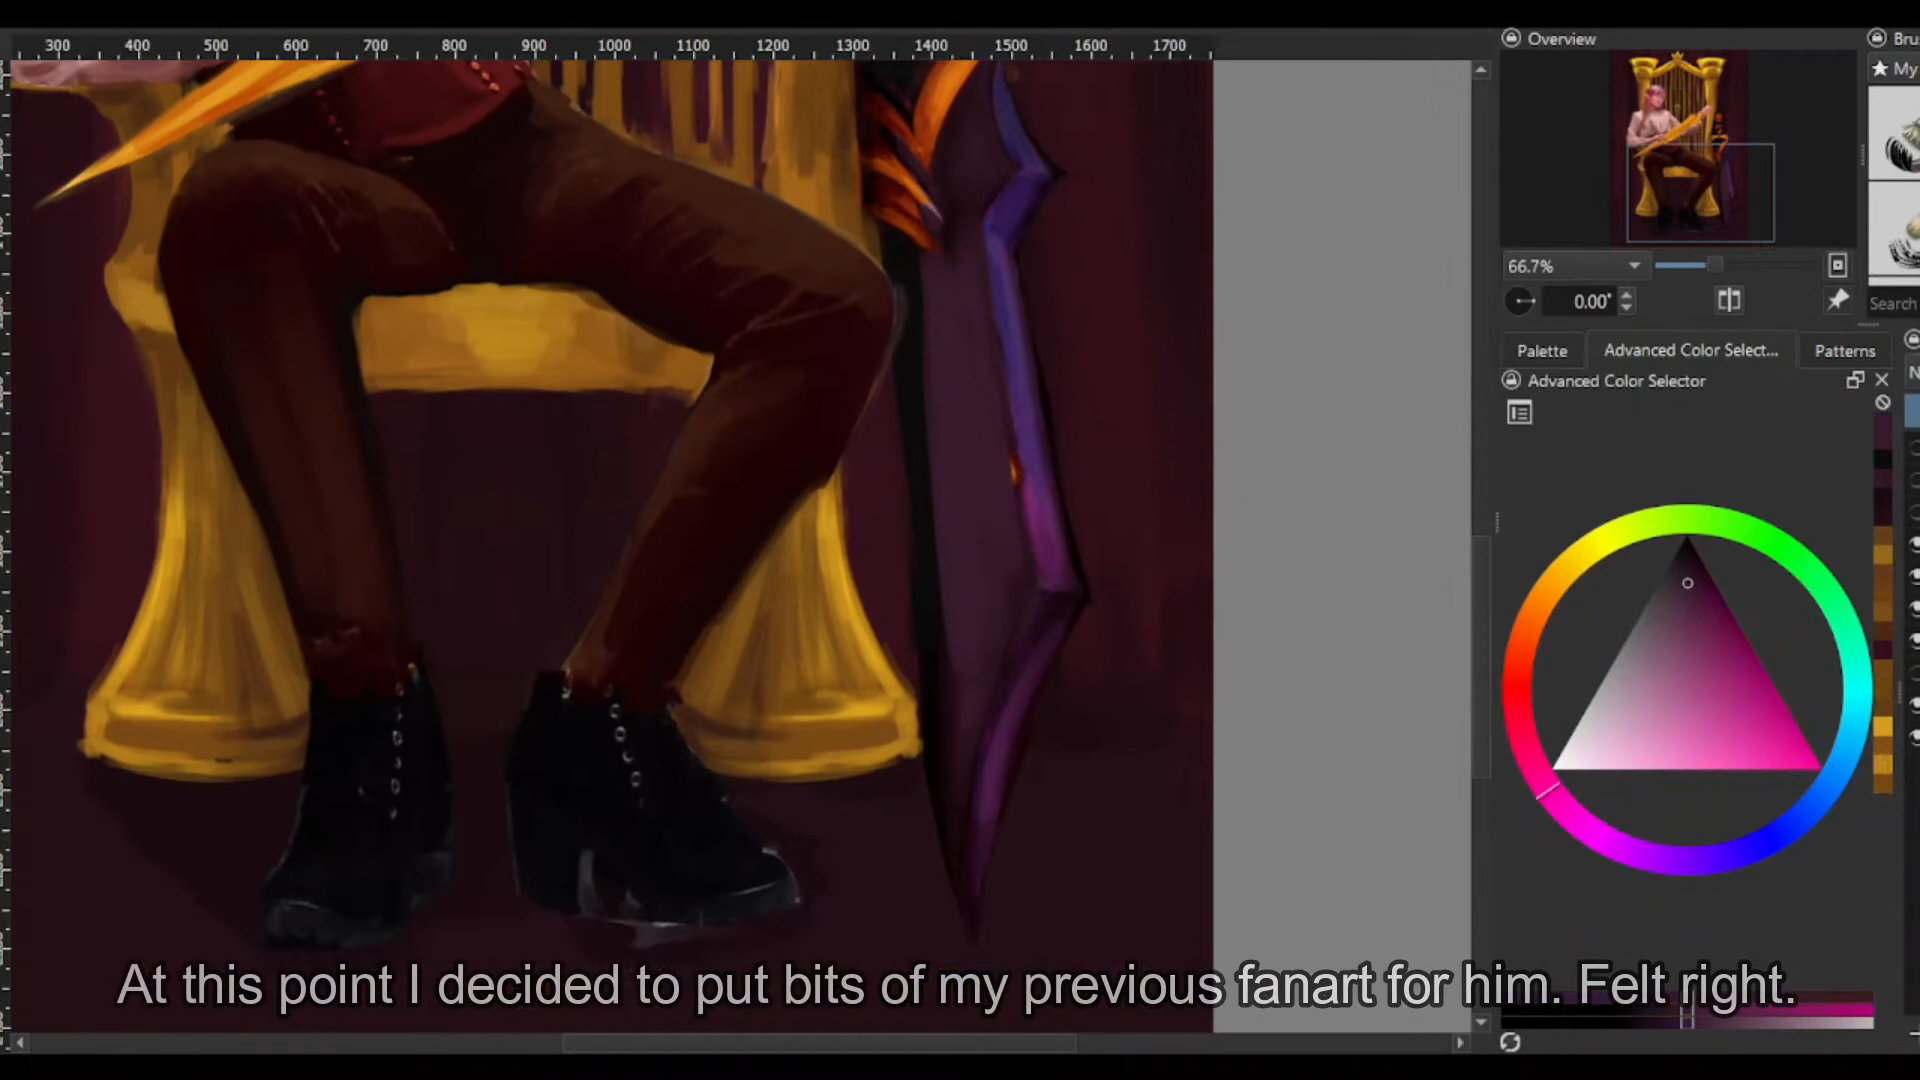 300 400 500 600 700 800 900 1000 1100 1200 1300 1400 1500 1600 1700
Overview
Bru
My
66.7%
0.00°
Search
Palette
Advanced Color Select...
Patterns
Advanced Color Selector
N
At this point I decided to put bits of my previous fanart for him. Felt right.